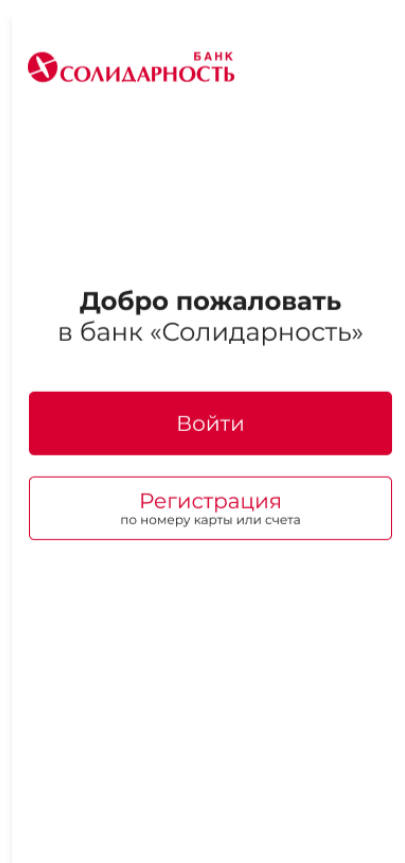 БАНК
СОЛИДАРНОСТЬ
Добро пожаловать
в банк «Солидарность»
Войти
Регистрация
по номеру карты или счета